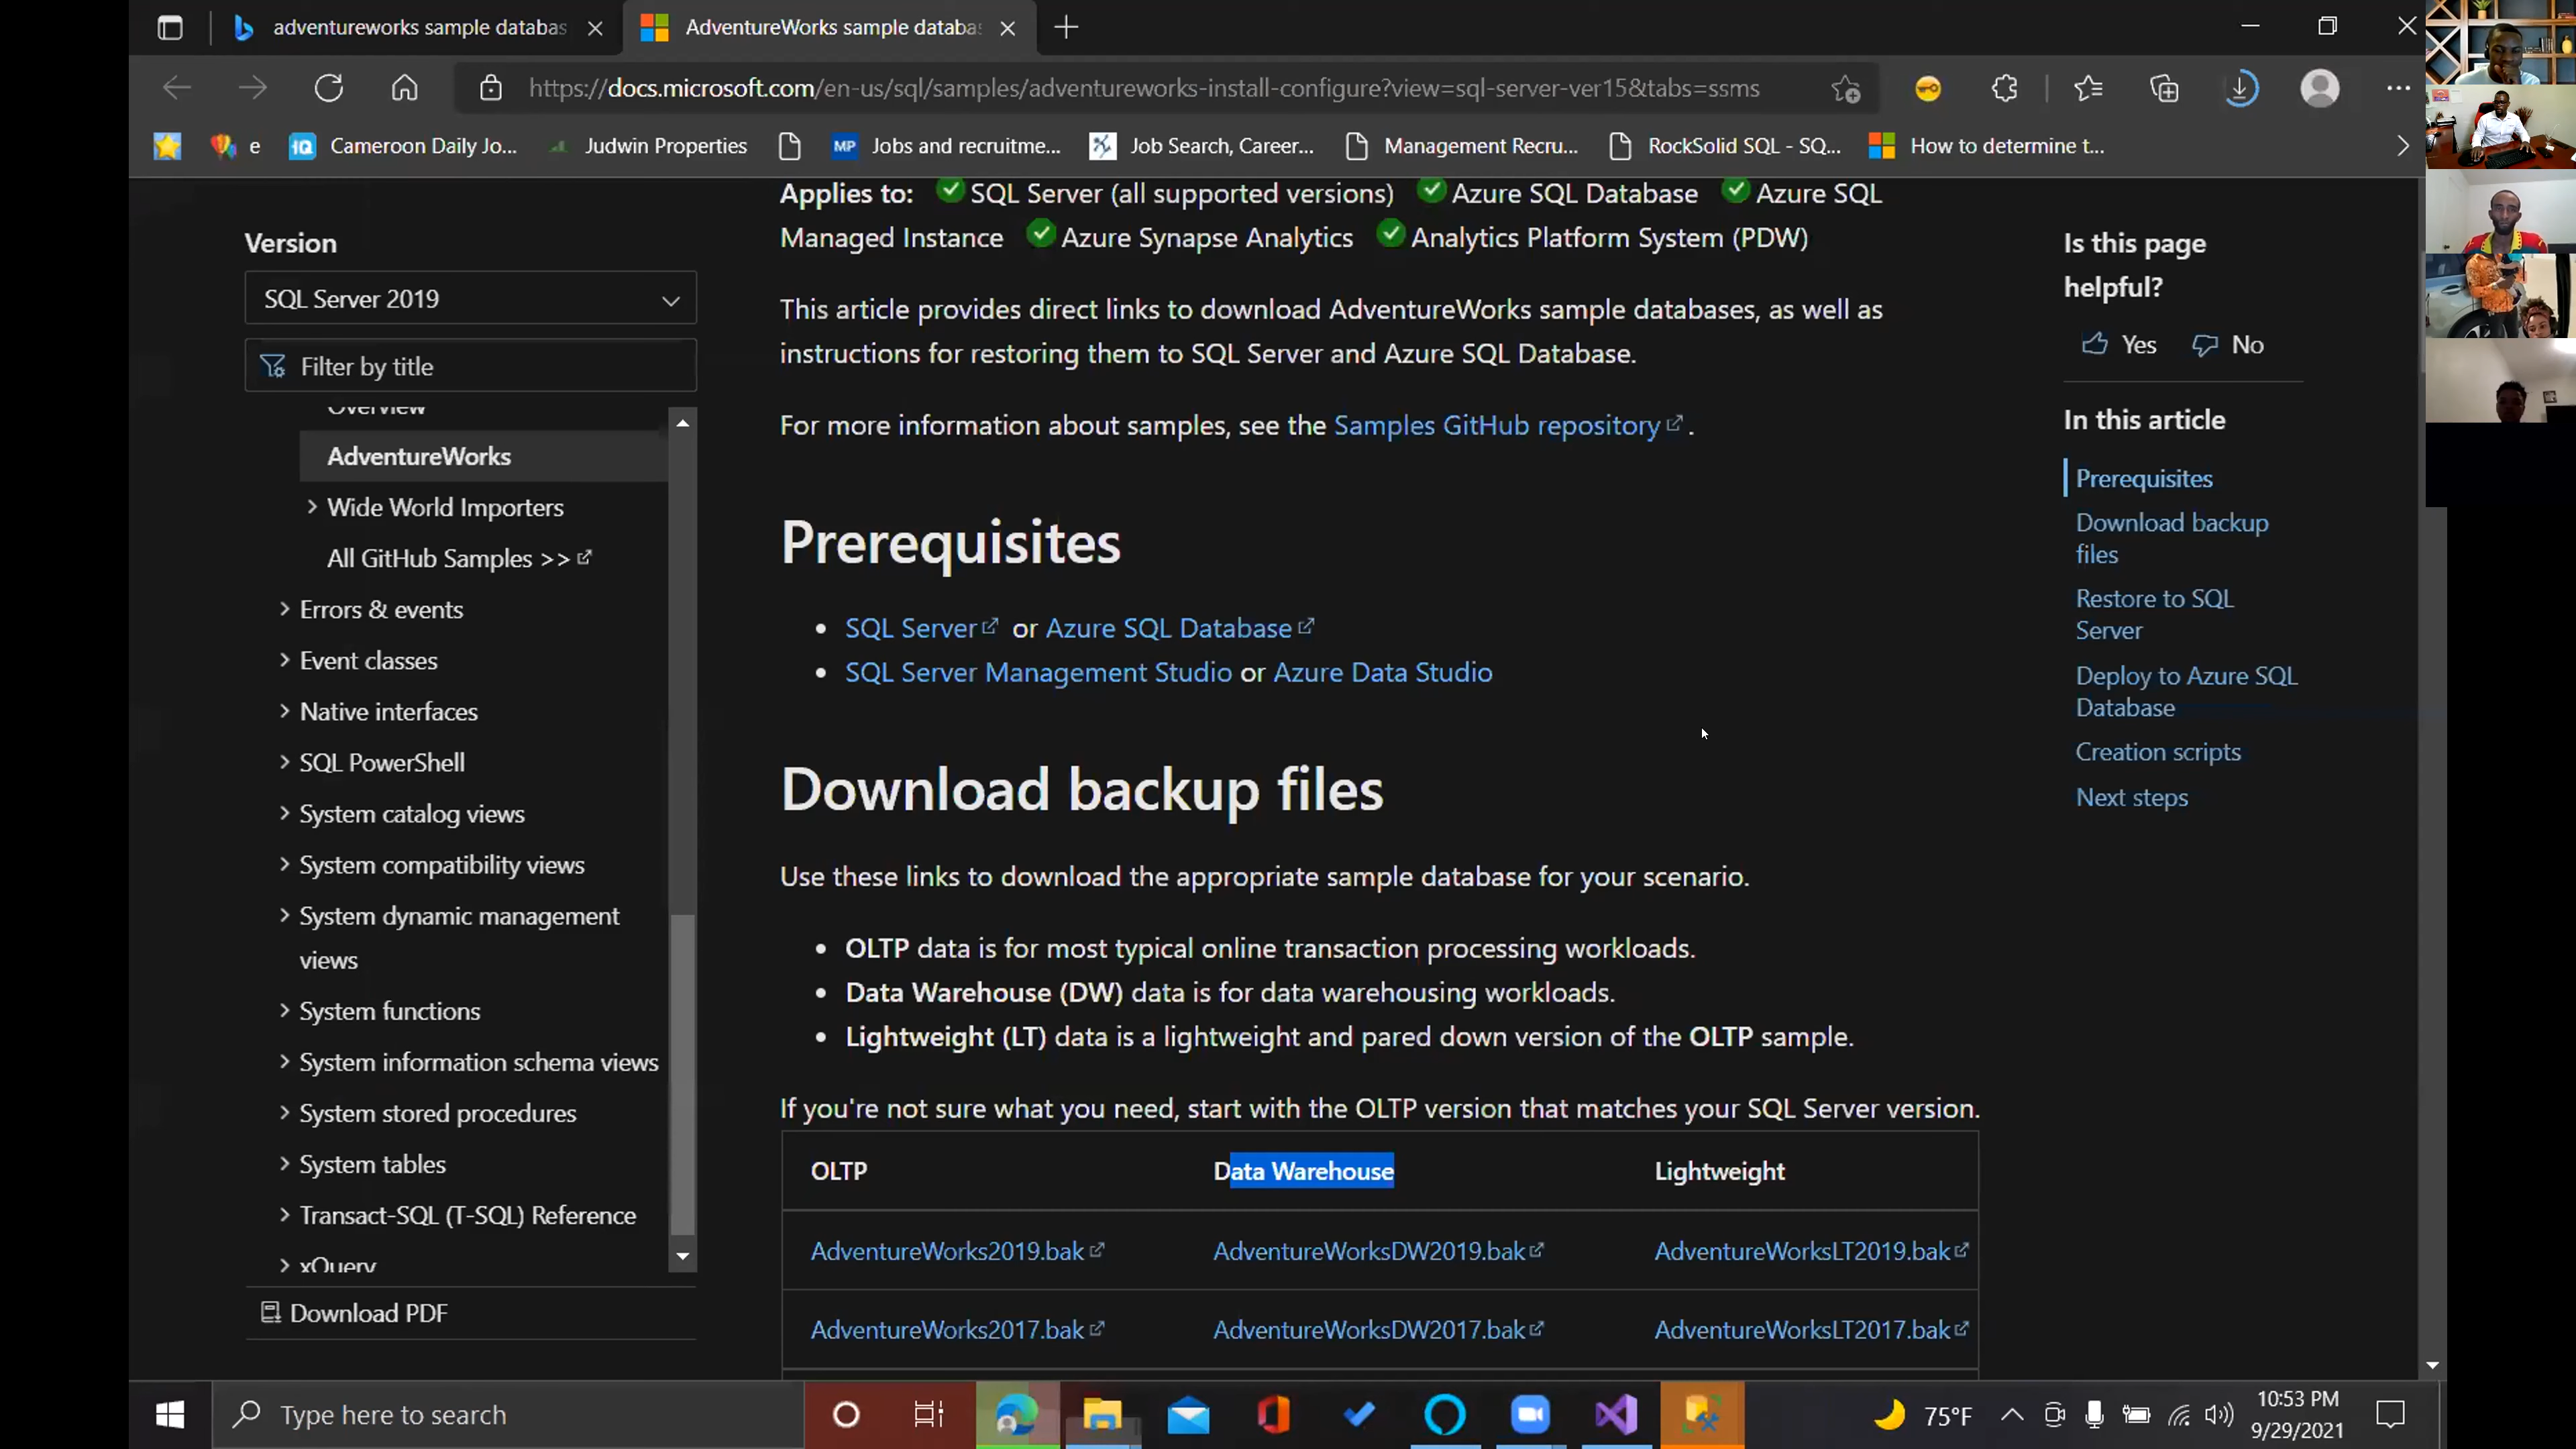 adventureworks sample databas
AdventureWorks sample databas
https://docs.microsoft.com/en-us/sql/samples/adventureworks-install-configure?view=sql-server-ver15&tabs=ssms
e
Cameroon Daily Jo...
Judwin Properties
MP Jobs and recruitme...
Job Search, Career...
Management Recru...
RockSolid SQL - SQ...
How to determine t...
Version
SQL Server 2019
Filter by title
Overview
AdventureWorks
Wide World Importers
All GitHub Samples >>
Errors & events
Event classes
Native interfaces
SQL PowerShell
System catalog views
System compatibility views
System dynamic management
views
System functions
System information schema views
System stored procedures
System tables
Transact-SQL (T-SQL) Reference
xQuery
Download PDF
Applies to: SQL Server (all supported versions) Azure SQL Database Azure SQL
Managed Instance Azure Synapse Analytics Analytics Platform System (PDW)
This article provides direct links to download AdventureWorks sample databases, as well as
instructions for restoring them to SQL Server and Azure SQL Database.
For more information about samples, see the Samples GitHub repository .
Prerequisites
• SQL Server or Azure SQL Database
• SQL Server Management Studio or Azure Data Studio
Download backup files
Use these links to download the appropriate sample database for your scenario.
• OLTP data is for most typical online transaction processing workloads.
• Data Warehouse (DW) data is for data warehousing workloads.
• Lightweight (LT) data is a lightweight and pared down version of the OLTP sample.
If you're not sure what you need, start with the OLTP version that matches your SQL Server version.
OLTP Data Warehouse Lightweight
AdventureWorks2019.bak AdventureWorksDW2019.bak AdventureWorksLT2019.bak
AdventureWorks2017.bak AdventureWorksDW2017.bak AdventureWorksLT2017.bak
Is this page
helpful?
Yes No
In this article
Prerequisites
Download backup
files
Restore to SQL
Server
Deploy to Azure SQL
Database
Creation scripts
Next steps
Type here to search
75°F
10:53 PM
9/29/2021